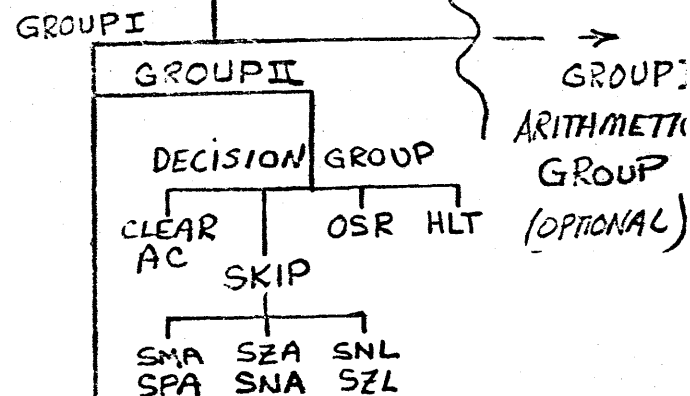 GROUP I
GROUP II
DECISION GROUP
CLEAR AC
OSR
HLT
SKIP
SMA SZA SNL
SPA SNA SZL
GROUP
ARITHMETIC
GROUP
(OPTIONAL)